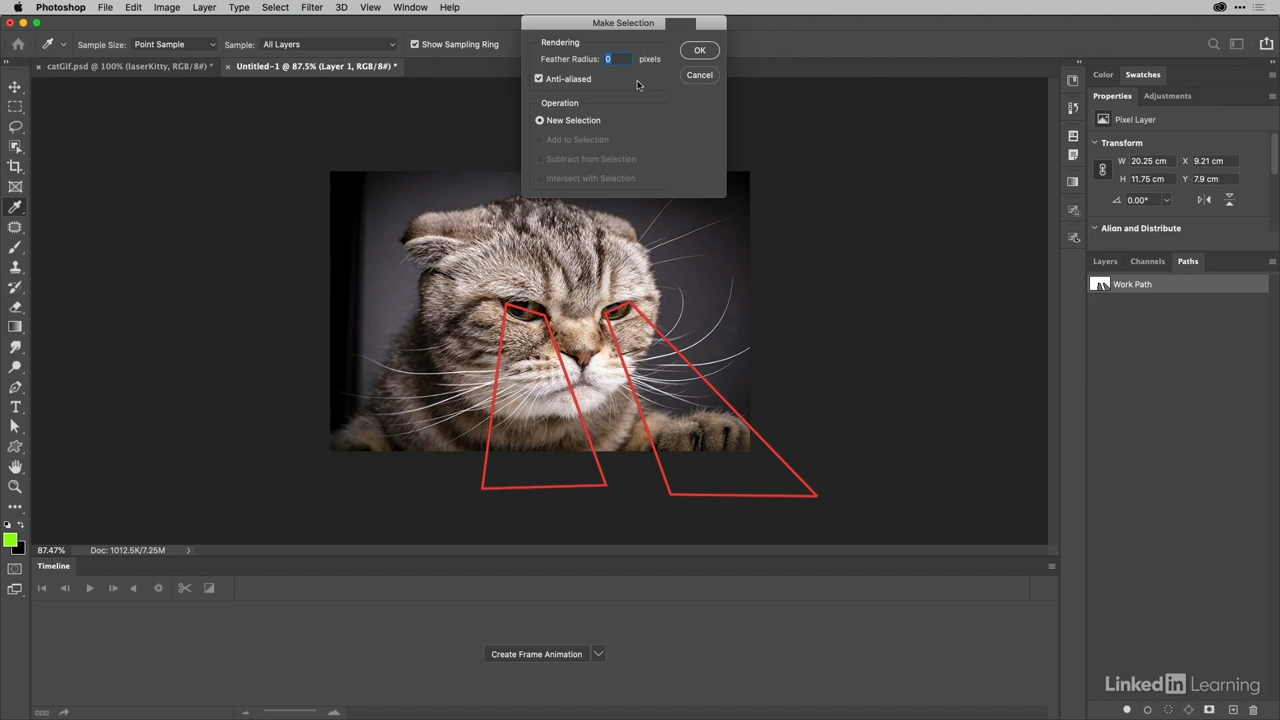 Photoshop File Edit Image Layer Type Select Filter 3D View Window Help
Make Selection
Sample Size: Point Sample Sample: All Layers Show Sampling Ring
catGif.psd @ 100% (laserKitty, RGB/8#) *
Untitled-1 @ 87.5% (Layer 1, RGB/8#) *
Rendering
Feather Radius: 0 pixels
Anti-aliased
OK
Cancel
Operation
New Selection
Add to Selection
Subtract from Selection
Intersect with Selection
Color Swatches
Properties Adjustments
Pixel Layer
Transform
W 20.25 cm X 9.21 cm
H 11.75 cm Y 7.9 cm
0.00°
Align and Distribute
Layers Channels Paths
Work Path
87.47% Doc: 1012.5K/7.25M
Timeline
Create Frame Animation
LinkedIn Learning